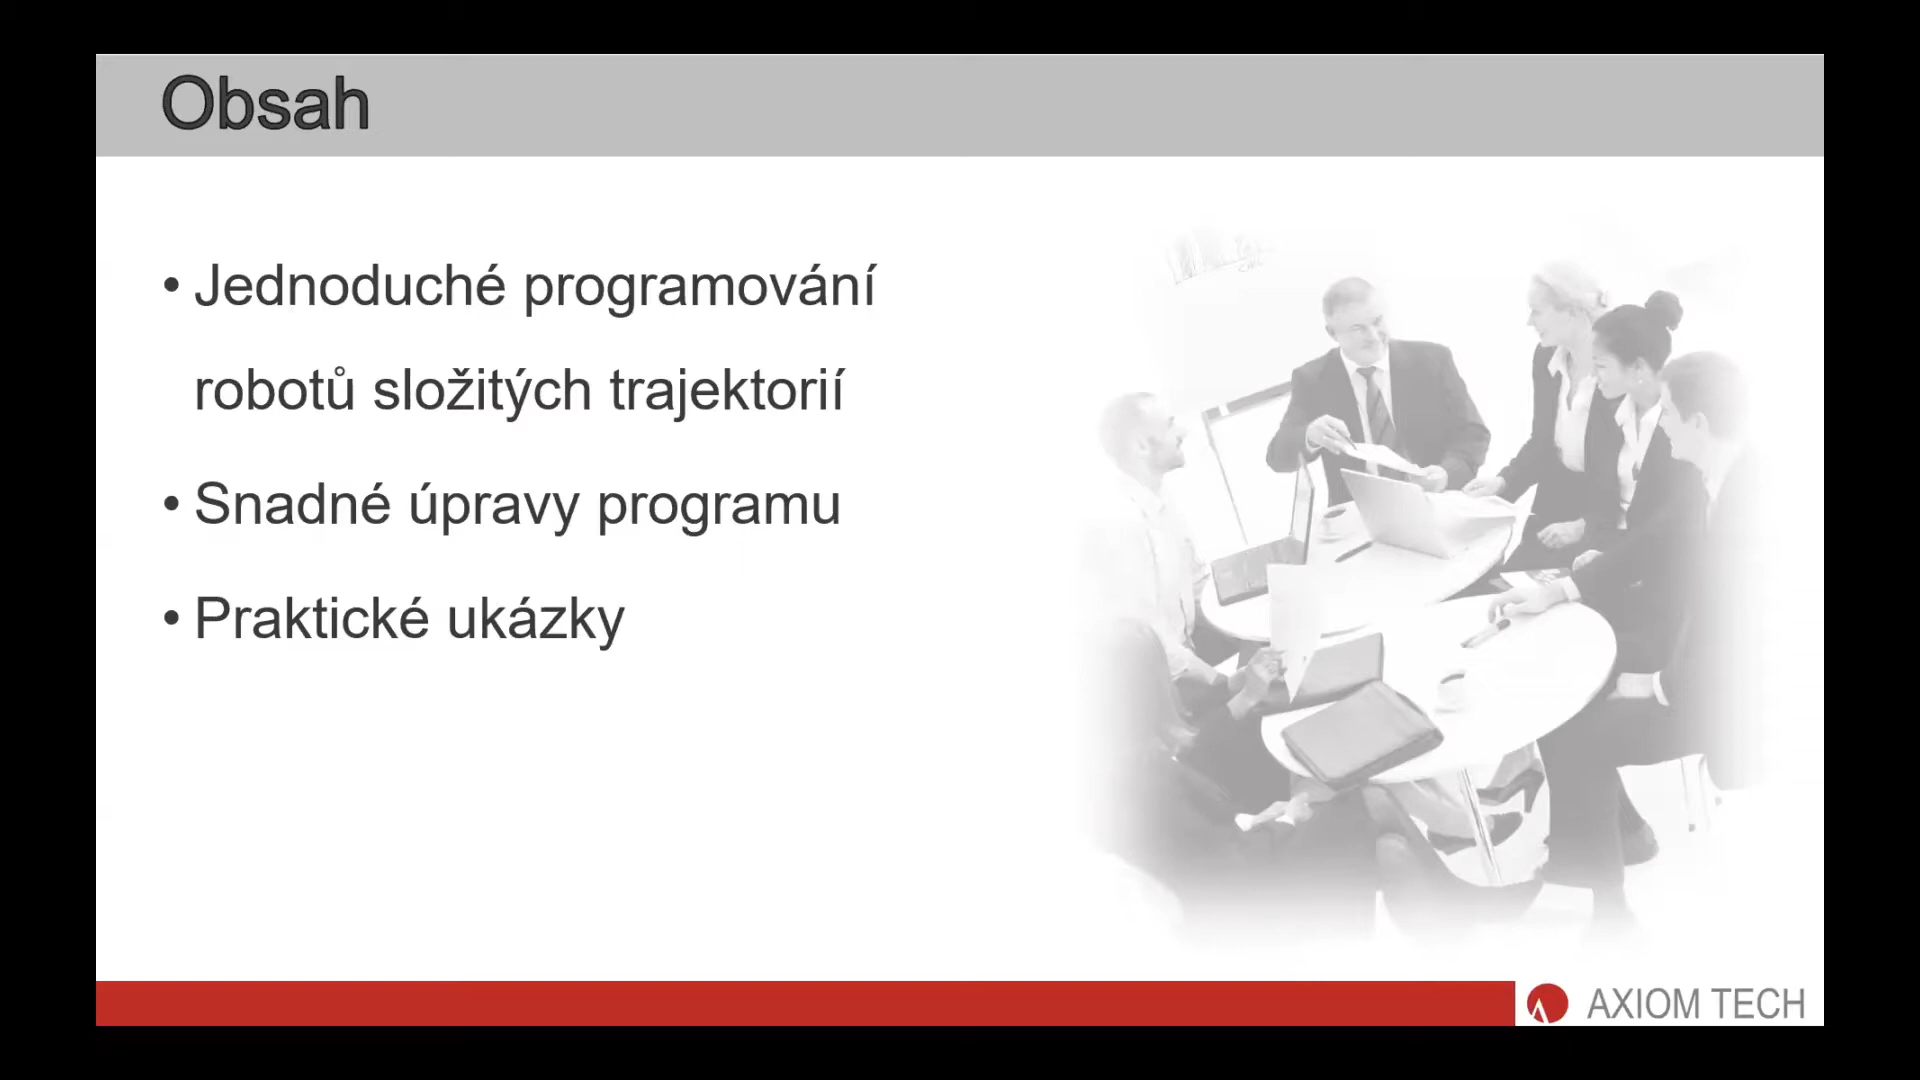 Obsah
• Jednoduché programování
robotů složitých trajektorií
• Snadné úpravy programu
• Praktické ukázky
AXIOM TECH